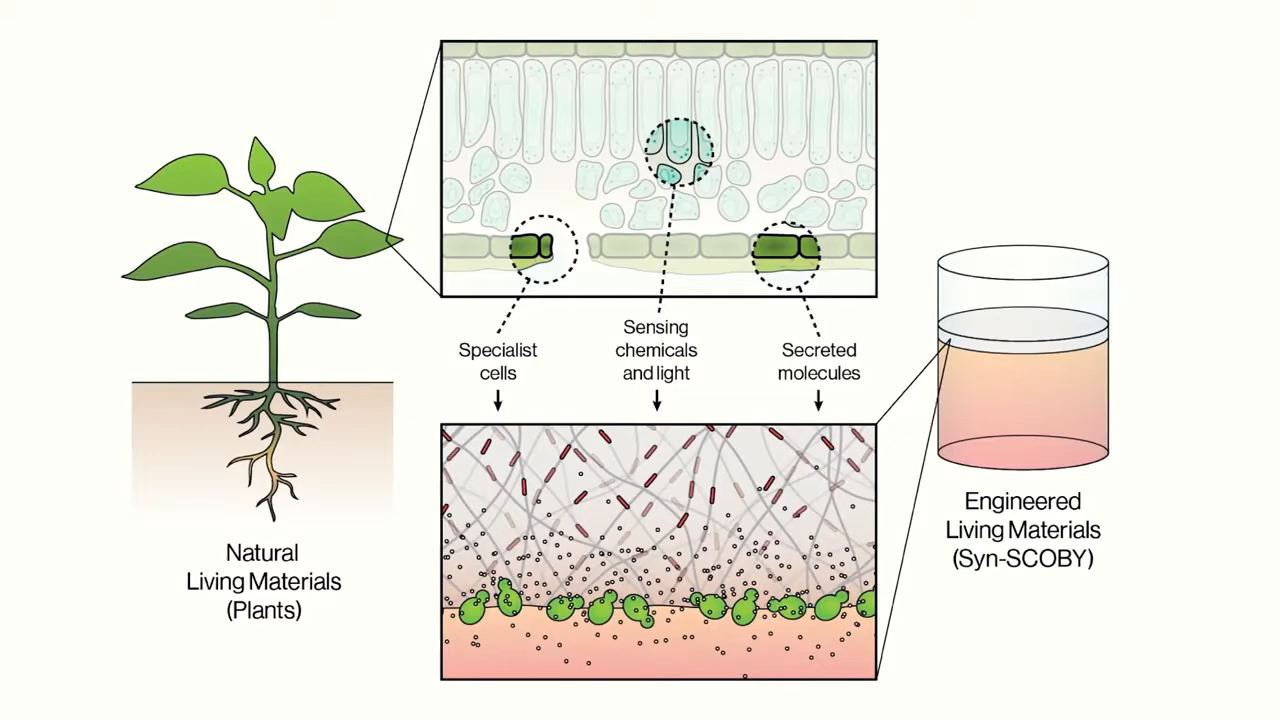 Specialist
cells
Sensing
chemicals
and light
Secreted
molecules
Natural
Living Materials
(Plants)
Engineered
Living Materials
(Syn-SCOBY)